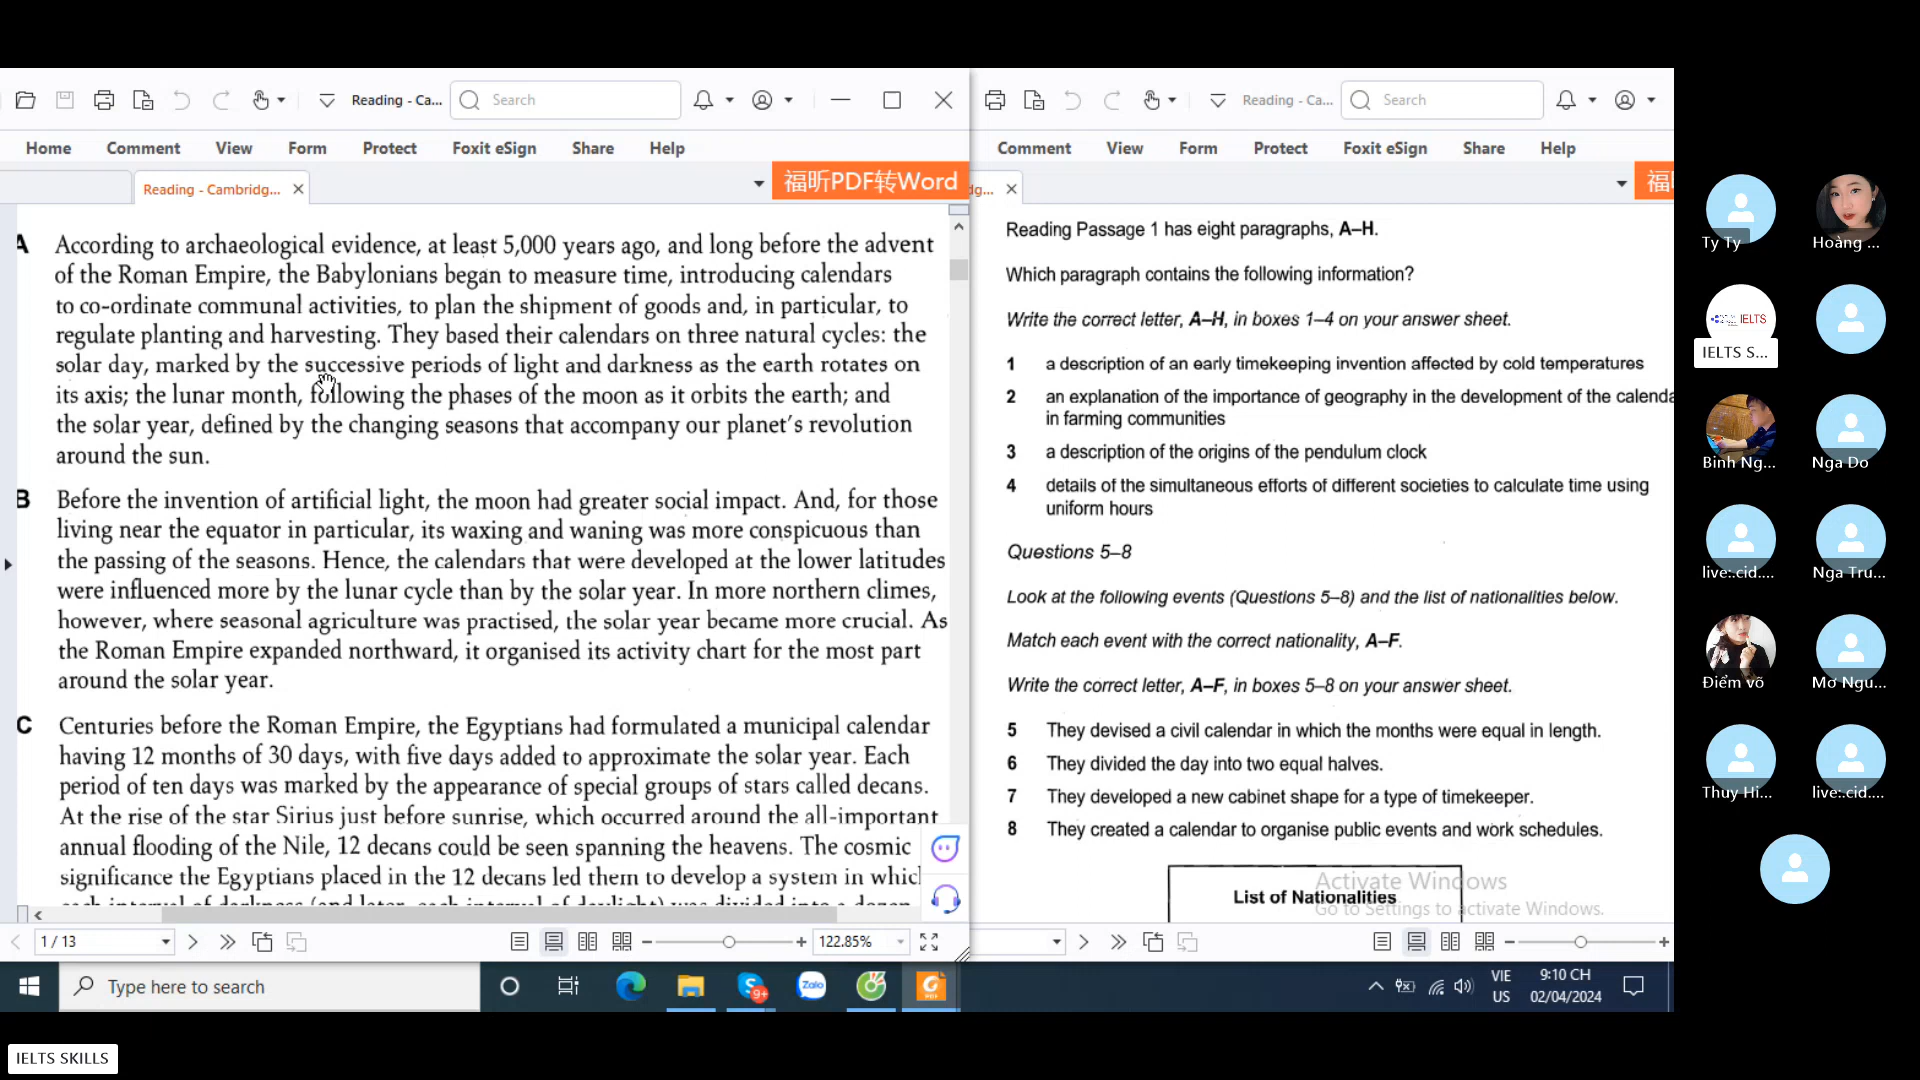 Reading - Ca...
Search
Reading - Ca...
Search
Home Comment View Form Protect Foxit eSign Share Help
Comment View Form Protect Foxit eSign Share Help
Reading - Cambridg...
福昕PDF转Word
dg...
福
A According to archaeological evidence, at least 5,000 years ago, and long before the advent
of the Roman Empire, the Babylonians began to measure time, introducing calendars
to co-ordinate communal activities, to plan the shipment of goods and, in particular, to
regulate planting and harvesting. They based their calendars on three natural cycles: the
solar day, marked by the successive periods of light and darkness as the earth rotates on
its axis; the lunar month, following the phases of the moon as it orbits the earth; and
the solar year, defined by the changing seasons that accompany our planet's revolution
around the sun.
B Before the invention of artificial light, the moon had greater social impact. And, for those
living near the equator in particular, its waxing and waning was more conspicuous than
the passing of the seasons. Hence, the calendars that were developed at the lower latitudes
were influenced more by the lunar cycle than by the solar year. In more northern climes,
however, where seasonal agriculture was practised, the solar year became more crucial. As
the Roman Empire expanded northward, it organised its activity chart for the most part
around the solar year.
C Centuries before the Roman Empire, the Egyptians had formulated a municipal calendar
having 12 months of 30 days, with five days added to approximate the solar year. Each
period of ten days was marked by the appearance of special groups of stars called decans.
At the rise of the star Sirius just before sunrise, which occurred around the all-important
annual flooding of the Nile, 12 decans could be seen spanning the heavens. The cosmic
significance the Egyptians placed in the 12 decans led them to develop a system in which
each interval of darkness (and later, each interval of daylight) was divided into a dozen
Reading Passage 1 has eight paragraphs, A–H.
Which paragraph contains the following information?
Write the correct letter, A–H, in boxes 1–4 on your answer sheet.
1 a description of an early timekeeping invention affected by cold temperatures
2 an explanation of the importance of geography in the development of the calenda
in farming communities
3 a description of the origins of the pendulum clock
4 details of the simultaneous efforts of different societies to calculate time using
uniform hours
Questions 5–8
Look at the following events (Questions 5–8) and the list of nationalities below.
Match each event with the correct nationality, A–F.
Write the correct letter, A–F, in boxes 5–8 on your answer sheet.
5 They devised a civil calendar in which the months were equal in length.
6 They divided the day into two equal halves.
7 They developed a new cabinet shape for a type of timekeeper.
8 They created a calendar to organise public events and work schedules.
List of Nationalities
Activate Windows
Go to Settings to activate Windows.
1 / 13
122.85%
Type here to search
9+
Zalo
PDF
VIE
US
9:10 CH
02/04/2024
Ty Ty
Hoàng ...
IELTS
IELTS S...
Binh Ng...
Nga Do
live:.cid....
Nga Tru...
Điểm võ
Mơ Ngu...
Thuy Hi...
live:.cid....
IELTS SKILLS